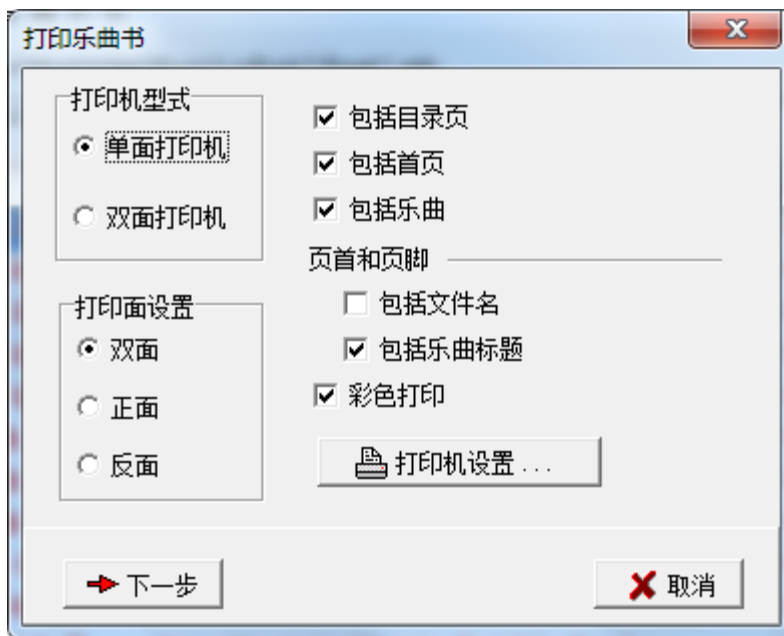 打印乐曲书
打印机型式
单面打印机
双面打印机
打印面设置
双面
正面
反面
包括目录页
包括首页
包括乐曲
页首和页脚
包括文件名
包括乐曲标题
彩色打印
打印机设置 . . .
下一步
取消